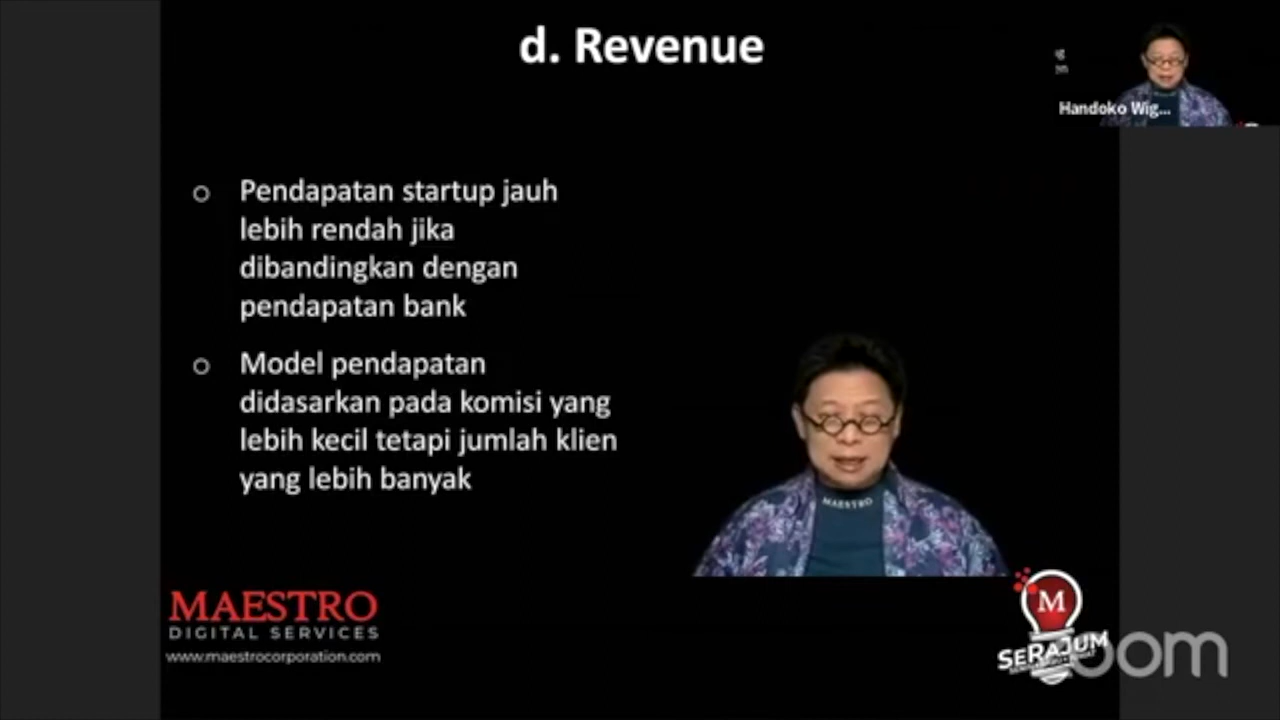 d. Revenue
Handoko Wig...
Pendapatan startup jauh
lebih rendah jika
dibandingkan dengan
pendapatan bank
Model pendapatan
didasarkan pada komisi yang
lebih kecil tetapi jumlah klien
yang lebih banyak
MAESTRO
MAESTRO
DIGITAL SERVICES
www.maestrocorporation.com
M
SERAJUM
zoom